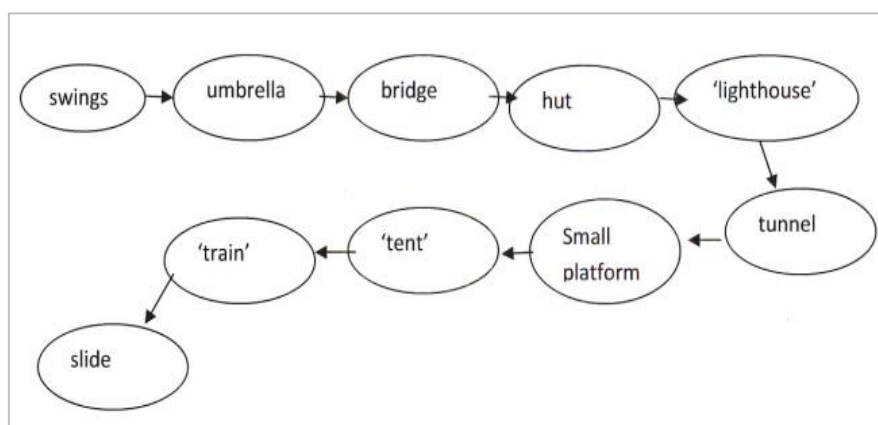 swings
umbrella
bridge
hut
‘lighthouse’
tunnel
Small
platform
‘tent’
‘train’
slide